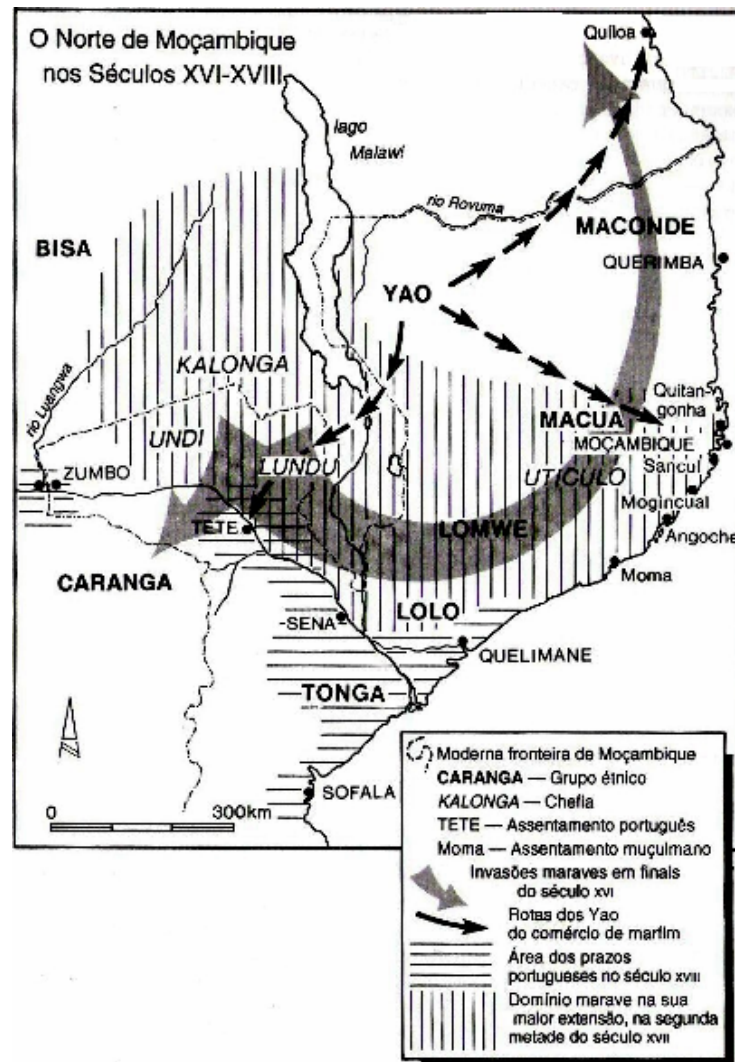 O Norte de Moçambique
nos Séculos XVI-XVIII
Quíloa
lago
Malawi
rio Rovuma
MACONDE
BISA
QUERIMBA
YAO
KALONGA
rio Luangwa
Quitan-
gonha
MACUA
UNDI
MOÇAMBIQUE
LUNDU
UTICULO
Sancul
ZUMBO
Mogincual
TETE
LOMWE
Angoche
CARANGA
Moma
LOLO
SENA
QUELIMANE
TONGA
SOFALA
0 300km
Moderna fronteira de Moçambique
CARANGA — Grupo étnico
KALONGA — Chefia
TETE — Assentamento português
Moma — Assentamento muçulmano
Invasões maraves em finais
do século XVI
Rotas dos Yao
do comércio de marfim
Área dos prazos
portugueses no século XVIII
Domínio marave na sua
maior extensão, na segunda
metade do século XVII